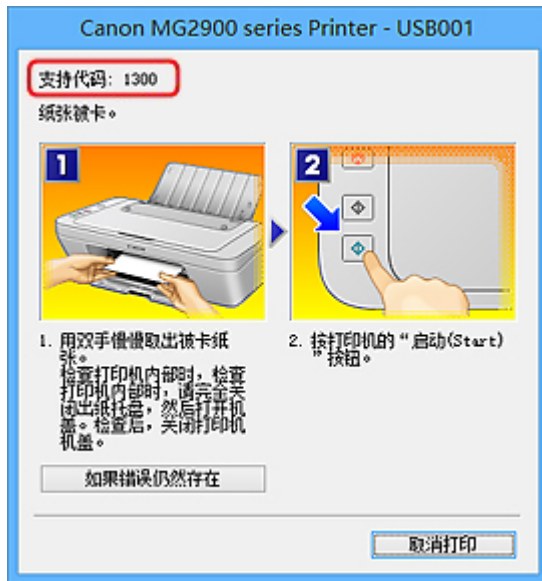 Canon MG2900 series Printer - USB001
支持代码: 1300
纸张被卡。
1
2
1. 用双手慢慢取出被卡纸
张。
检查打印机内部时，检查
打印机内部时，请完全关
闭出纸托盘，然后打开机
盖。检查后，关闭打印机
机盖。
2. 按打印机的“启动(Start)
”按钮。
如果错误仍然存在
取消打印